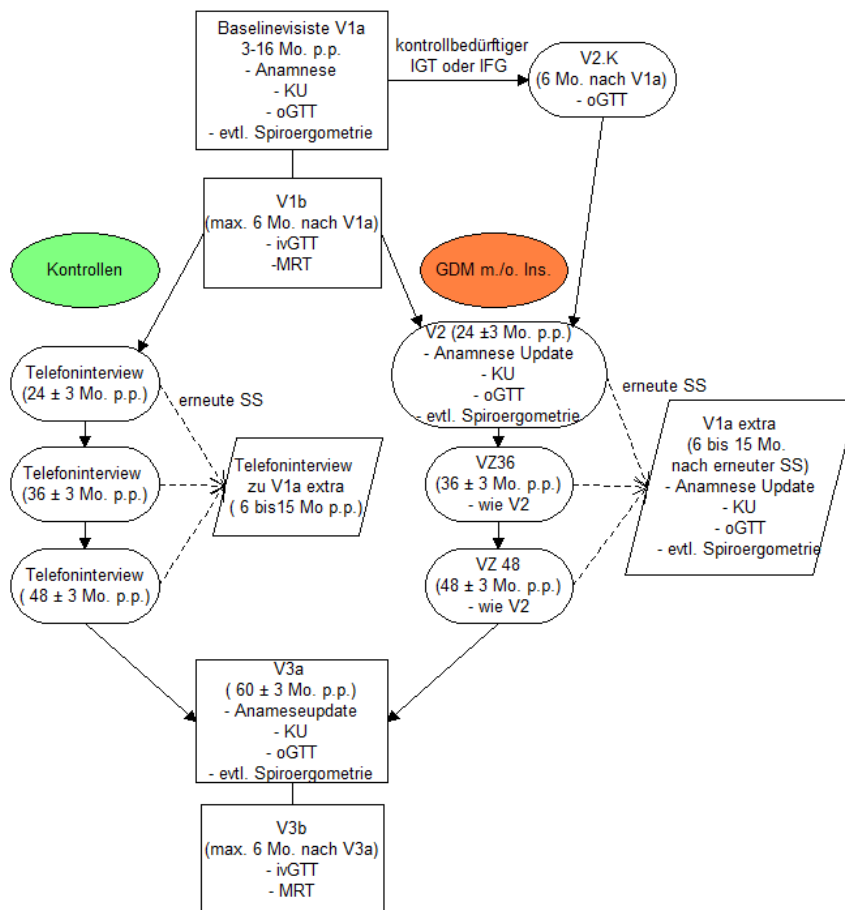 Baselinevisiste V1a
3-16 Mo. p.p.
- Anamnese
- KU
- oGTT
- evtl. Spiroergometrie
kontrollbedürftiger
IGT oder IFG
V2.K
(6 Mo. nach V1a)
- oGTT
V1b
(max. 6 Mo. nach V1a)
- ivGTT
-MRT
Kontrollen
GDM m./o. Ins.
Telefoninterview
(24 ± 3 Mo. p.p.)
erneute SS
Telefoninterview
(36 ± 3 Mo. p.p.)
Telefoninterview
zu V1a extra
( 6 bis15 Mo p.p.)
Telefoninterview
( 48 ± 3 Mo. p.p.)
V2 (24 ±3 Mo. p.p.)
- Anamnese Update
- KU
- oGTT
- evtl. Spiroergometrie
erneute SS
VZ36
(36 ± 3 Mo. p.p.)
- wie V2
V1a extra
(6 bis 15 Mo.
nach erneuter SS)
- Anamnese Update
- KU
- oGTT
- evtl. Spiroergometrie
VZ 48
(48 ± 3 Mo. p.p.)
- wie V2
V3a
( 60 ± 3 Mo. p.p.)
- Anameseupdate
- KU
- oGTT
- evtl. Spiroergometrie
V3b
(max. 6 Mo. nach V3a)
- ivGTT
- MRT